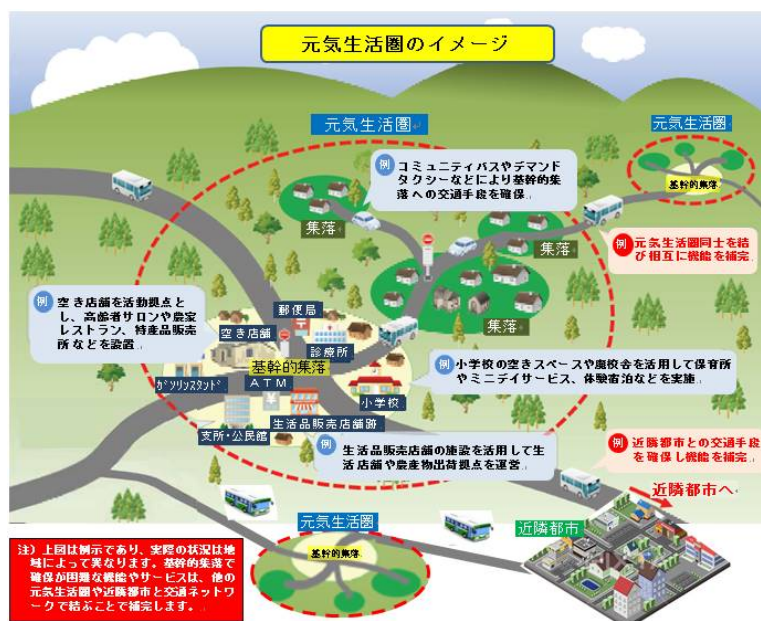 元気生活圏のイメージ
元気生活圏
元気生活圏
例 コミュニティバスやデマンド
タクシーなどにより基幹的集
落への交通手段を確保
基幹的集落
集落
集落
例 元気生活圏同士を結
び相互に機能を補完
例 空き店舗を活動拠点と
し、高齢者サロンや農家
レストラン、特産品販売
所などを設置
郵便局
集落
空き店舗
診療所
基幹的集落
例 小学校の空きスペースや廃校舎を活用して保育所
やミニデイサービス、体験宿泊などを実施
ガソリンスタンド
ATM
小学校
生活品販売店舗跡
支所・公民館
例 生活品販売店舗の施設を活用して生
活店舗や農産物出荷拠点を運営
例 近隣都市との交通手段
を確保し機能を補完
近隣都市へ
元気生活圏
近隣都市
基幹的集落
注）上図は例示であり、実際の状況は地
域によって異なります。基幹的集落で
確保が困難な機能やサービスは、他の
元気生活圏や近隣都市と交通ネットワ
ークで結ぶことで補完します。